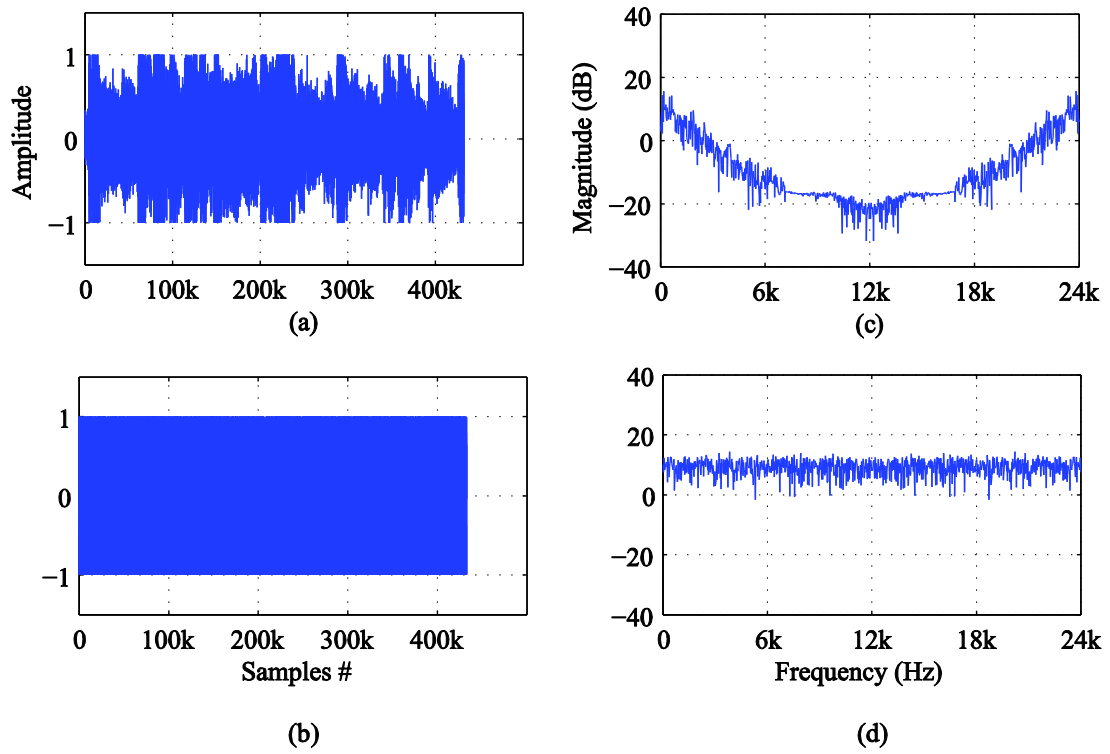 Amplitude
1
0
−1
0 100k 200k 300k 400k
(a)
Magnitude (dB)
40
20
0
−20
−40
0 6k 12k 18k 24k
(c)
1
0
−1
0 100k 200k 300k 400k
Samples #
(b)
40
20
0
−20
−40
0 6k 12k 18k 24k
Frequency (Hz)
(d)